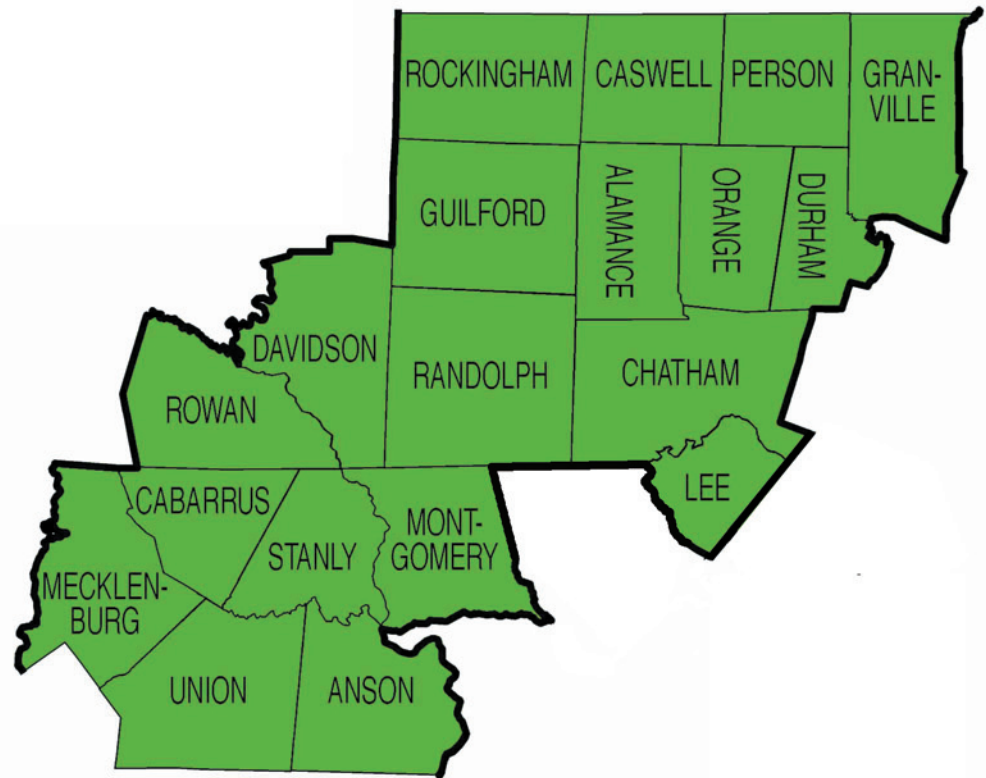 ROCKINGHAM
CASWELL
PERSON
GRAN-
VILLE
GUILFORD
ALAMANCE
ORANGE
DURHAM
DAVIDSON
RANDOLPH
CHATHAM
ROWAN
LEE
CABARRUS
STANLY
MONT-
GOMERY
MECKLEN-
BURG
UNION
ANSON